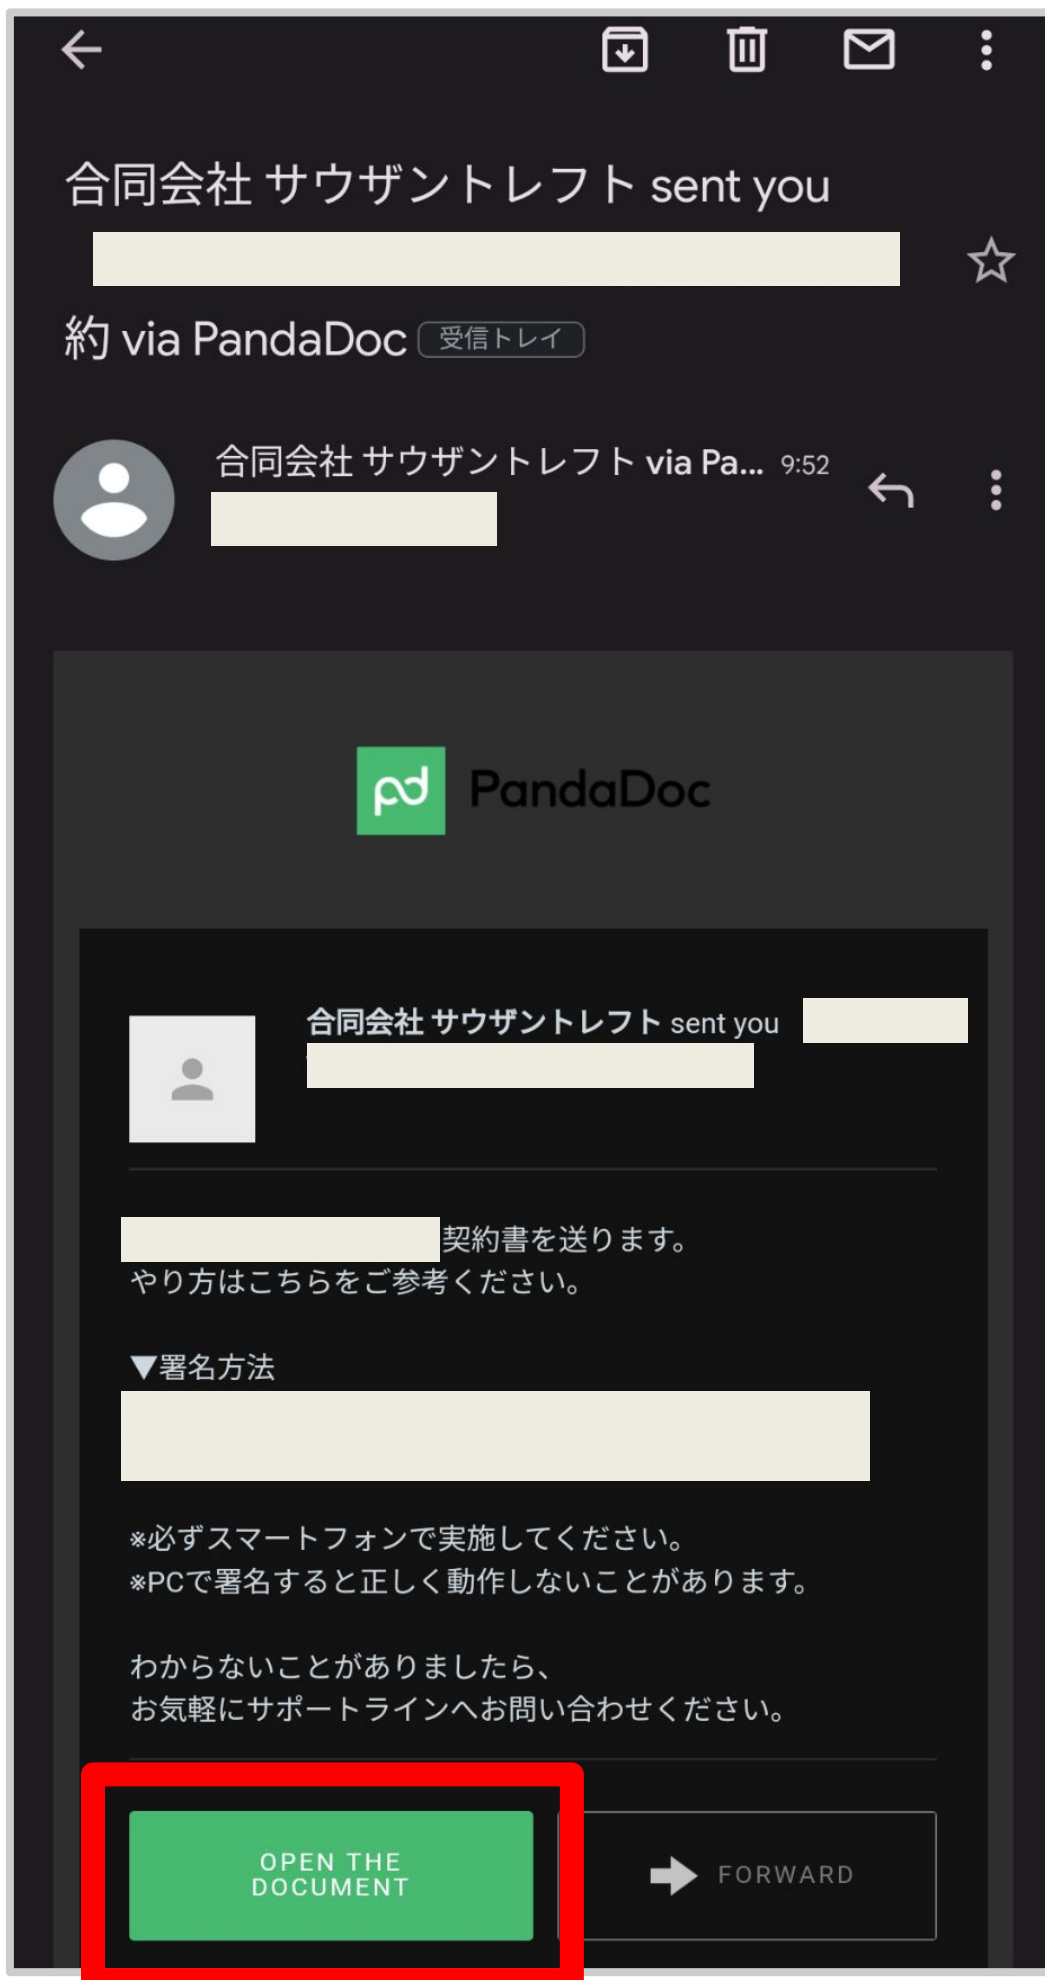 合同会社 サウザントレフト sent you
約 via PandaDoc 受信トレイ
合同会社 サウザントレフト via Pa... 9:52
pd PandaDoc
合同会社 サウザントレフト sent you
契約書を送ります。
やり方はこちらをご参考ください。
▼署名方法
※必ずスマートフォンで実施してください。
※PCで署名すると正しく動作しないことがあります。
わからないことがありましたら、
お気軽にサポートラインへお問い合わせください。
OPEN THE
DOCUMENT
FORWARD